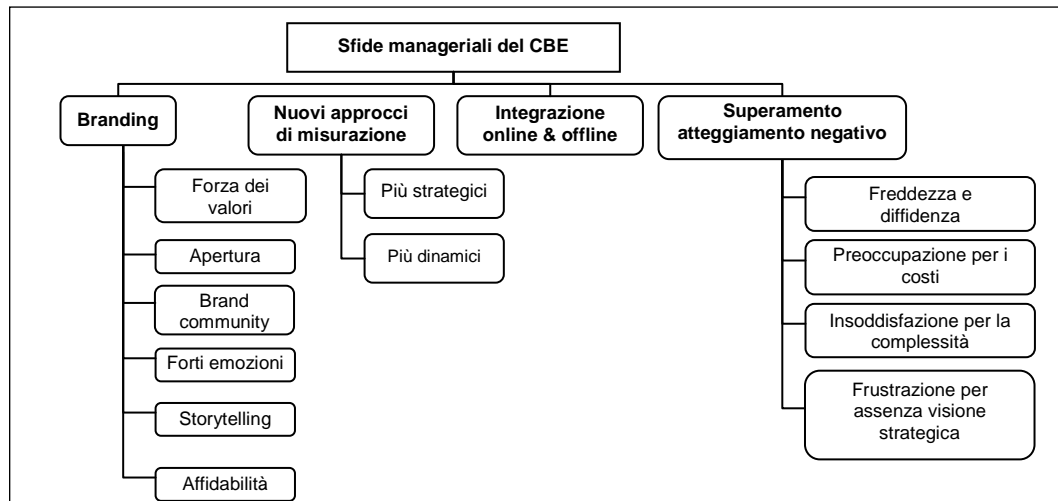 Sfide manageriali del CBE
Branding
Nuovi approcci
di misurazione
Integrazione
online & offline
Superamento
atteggiamento negativo
Forza dei
valori
Apertura
Brand
community
Forti emozioni
Storytelling
Affidabilità
Più strategici
Più dinamici
Freddezza e
diffidenza
Preoccupazione per i
costi
Insoddisfazione per la
complessità
Frustrazione per
assenza visione
strategica